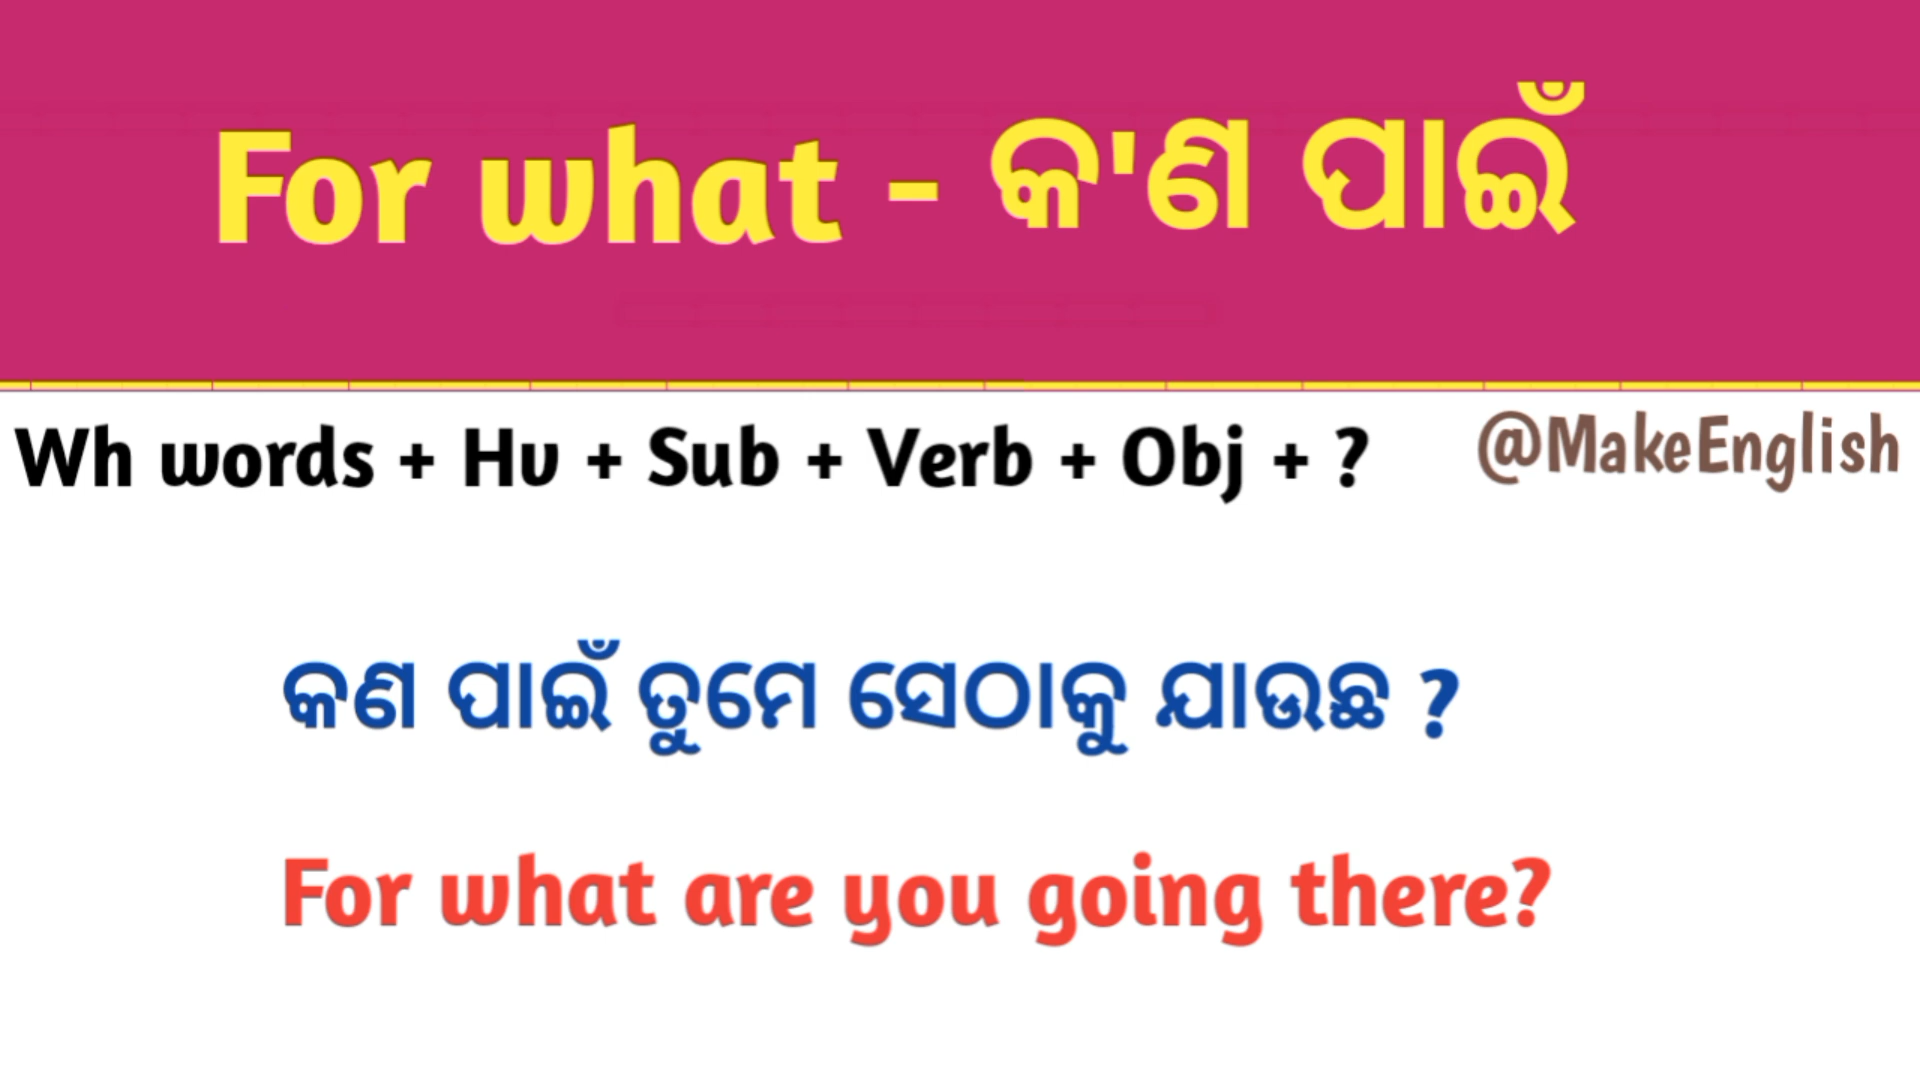 For what - କ'ଣ ପାଇଁ
Wh words + Hv + Sub + Verb + Obj + ?
@MakeEnglish
କଣ ପାଇଁ ତୁମେ ସେଠାକୁ ଯାଉଛ ?
For what are you going there?